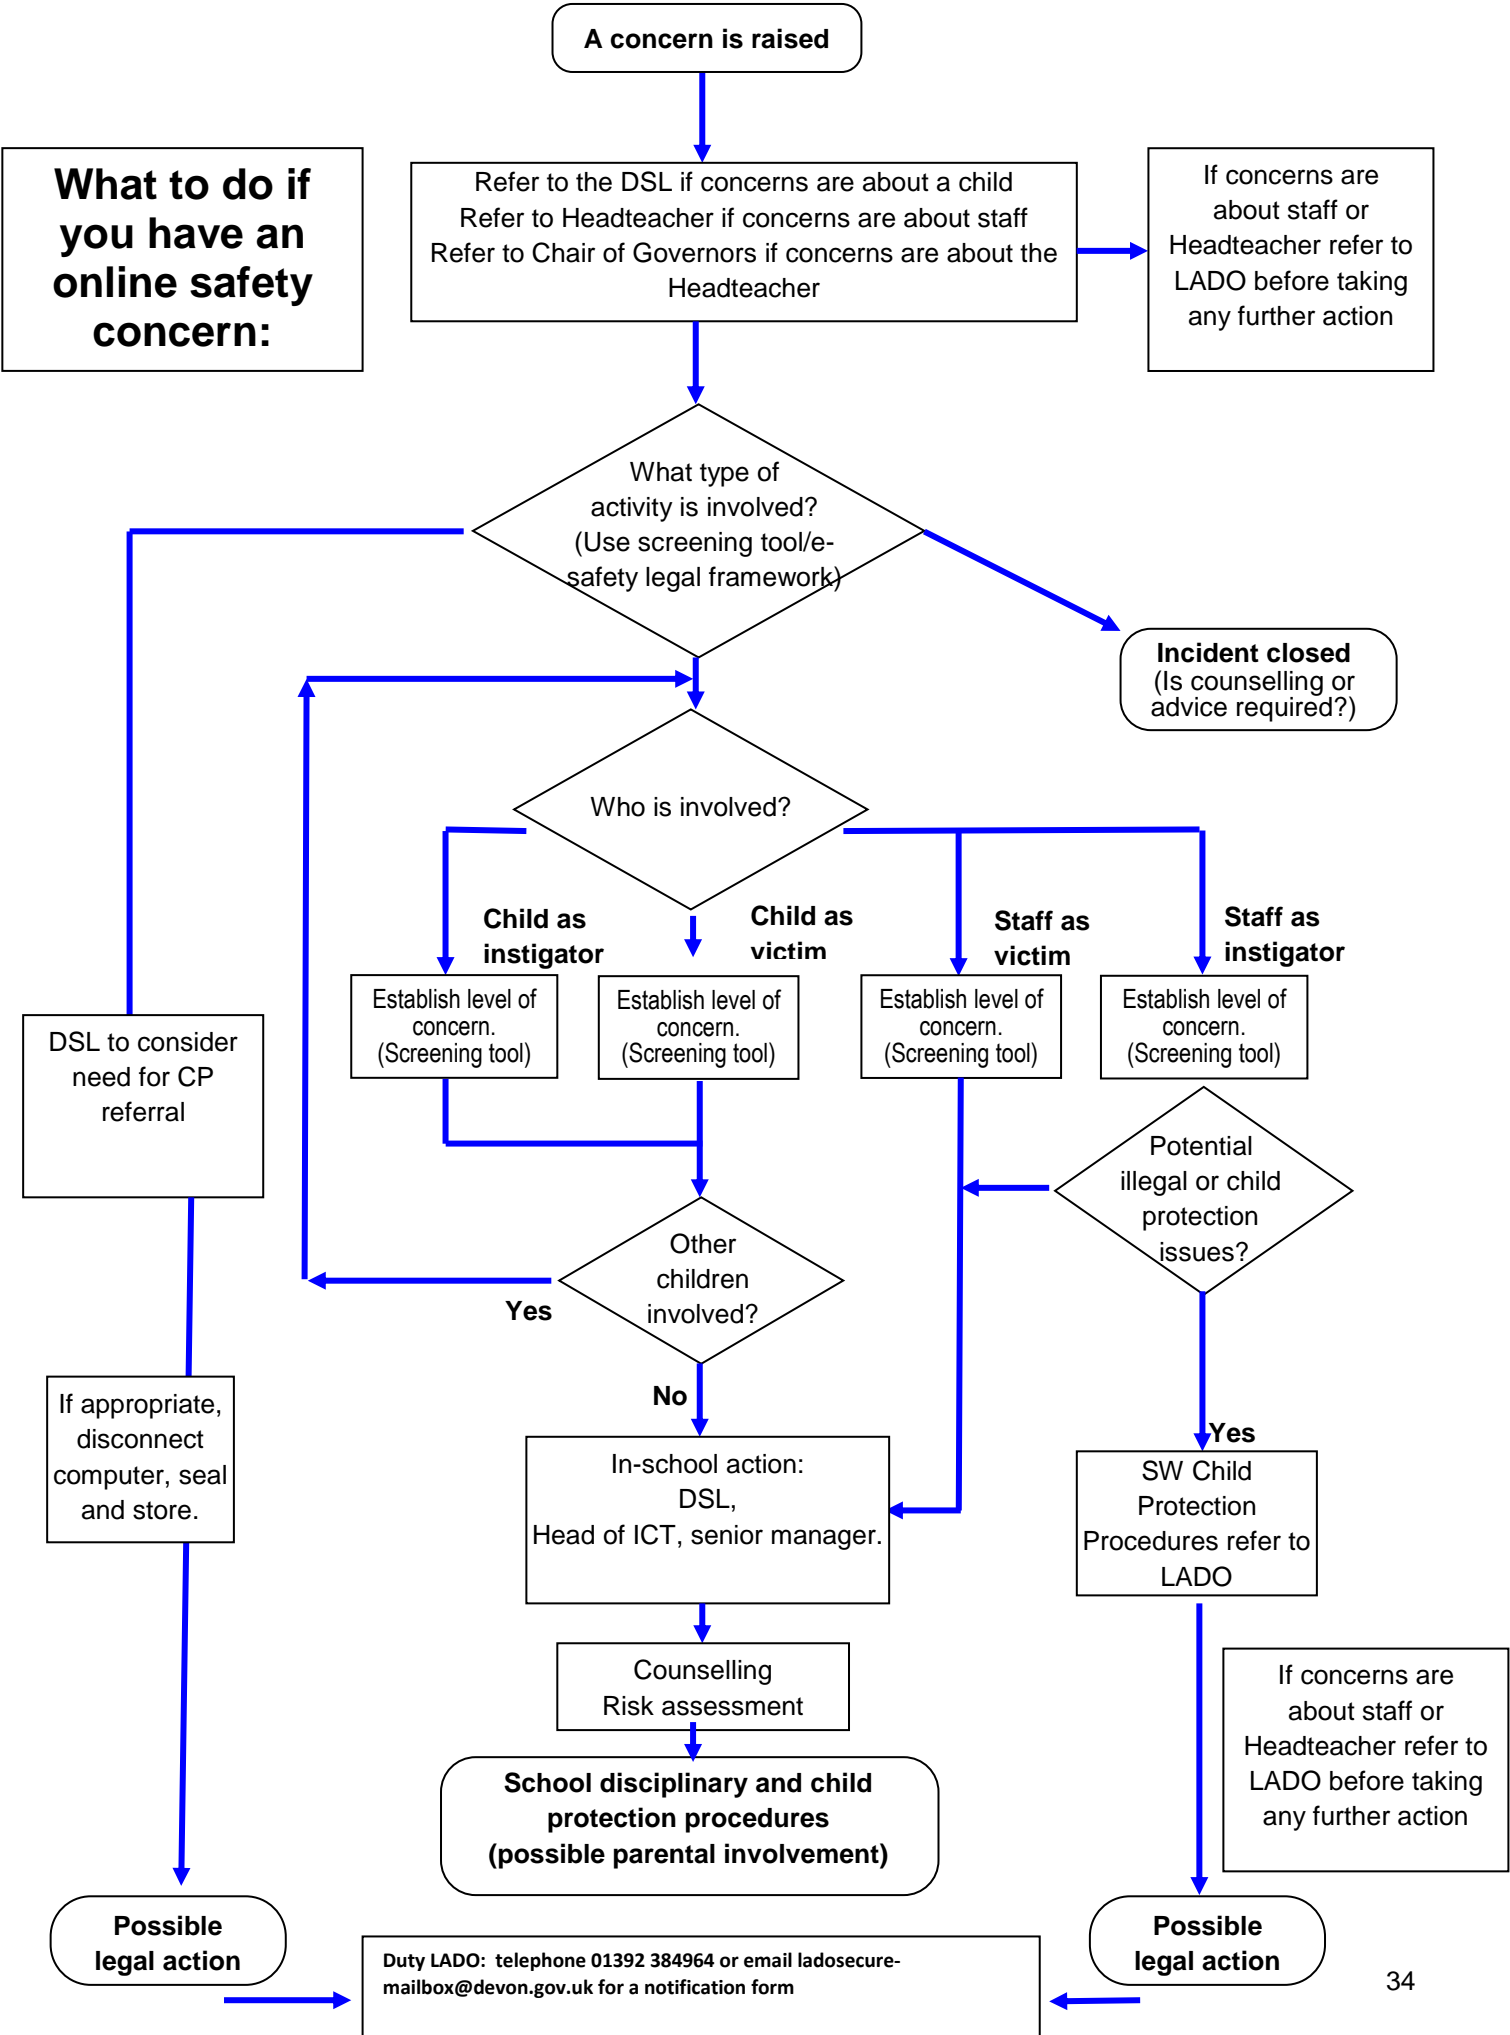 A concern is raised
What to do if
you have an
online safety
concern:
Refer to the DSL if concerns are about a child
Refer to Headteacher if concerns are about staff
Refer to Chair of Governors if concerns are about the
Headteacher
If concerns are
about staff or
Headteacher refer to
LADO before taking
any further action
What type of
activity is involved?
(Use screening tool/e-
safety legal framework)
Incident closed
(Is counselling or
advice required?)
Who is involved?
Child as
instigator
Child as
victim
Staff as
victim
Staff as
instigator
Establish level of
concern.
(Screening tool)
Establish level of
concern.
(Screening tool)
Establish level of
concern.
(Screening tool)
Establish level of
concern.
(Screening tool)
DSL to consider
need for CP
referral
Potential
illegal or child
protection
issues?
Other
children
involved?
Yes
No
If appropriate,
disconnect
computer, seal
and store.
Yes
In-school action:
DSL,
Head of ICT, senior manager.
SW Child
Protection
Procedures refer to
LADO
Counselling
Risk assessment
If concerns are
about staff or
Headteacher refer to
LADO before taking
any further action
School disciplinary and child
protection procedures
(possible parental involvement)
Possible
legal action
Possible
legal action
Duty LADO:  telephone 01392 384964 or email ladosecure-
mailbox@devon.gov.uk for a notification form
34